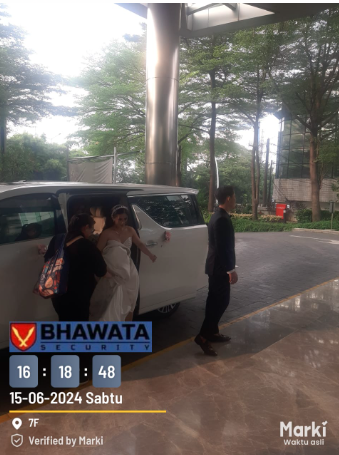 BHAWATA
SECURITY
16 : 18 : 48
15-06-2024 Sabtu
7F
Verified by Marki
Marki
Waktu asli